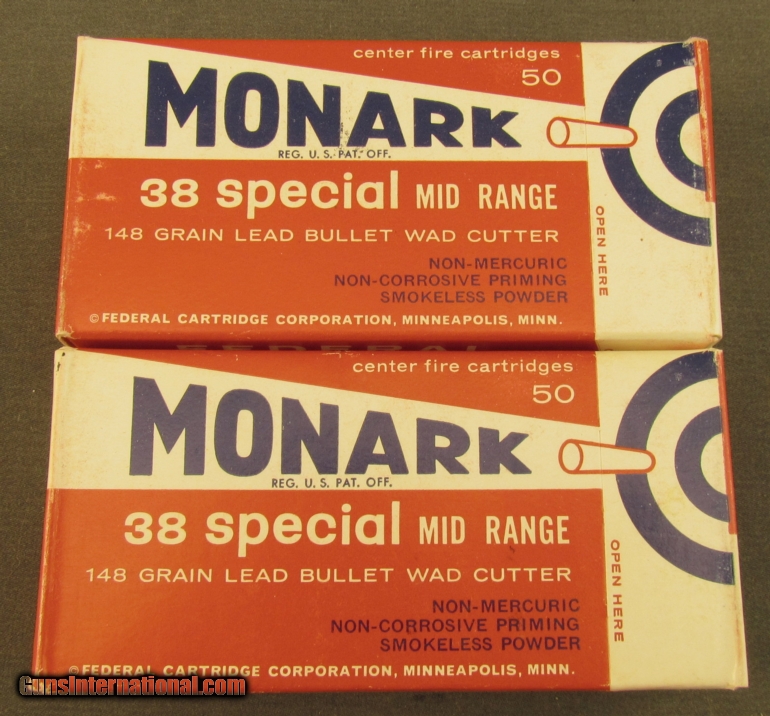 center fire cartridges
50
MONARK
REG. U. S. PAT. OFF.
38 special MID RANGE
148 GRAIN LEAD BULLET WAD CUTTER
OPEN HERE
NON-MERCURIC
NON-CORROSIVE PRIMING
SMOKELESS POWDER
© FEDERAL CARTRIDGE CORPORATION, MINNEAPOLIS, MINN.
FEDERAL
center fire cartridges
50
MONARK
REG. U. S. PAT. OFF.
38 special MID RANGE
148 GRAIN LEAD BULLET WAD CUTTER
OPEN HERE
NON-MERCURIC
NON-CORROSIVE PRIMING
SMOKELESS POWDER
© FEDERAL CARTRIDGE CORPORATION, MINNEAPOLIS, MINN.
GunsInternational.com